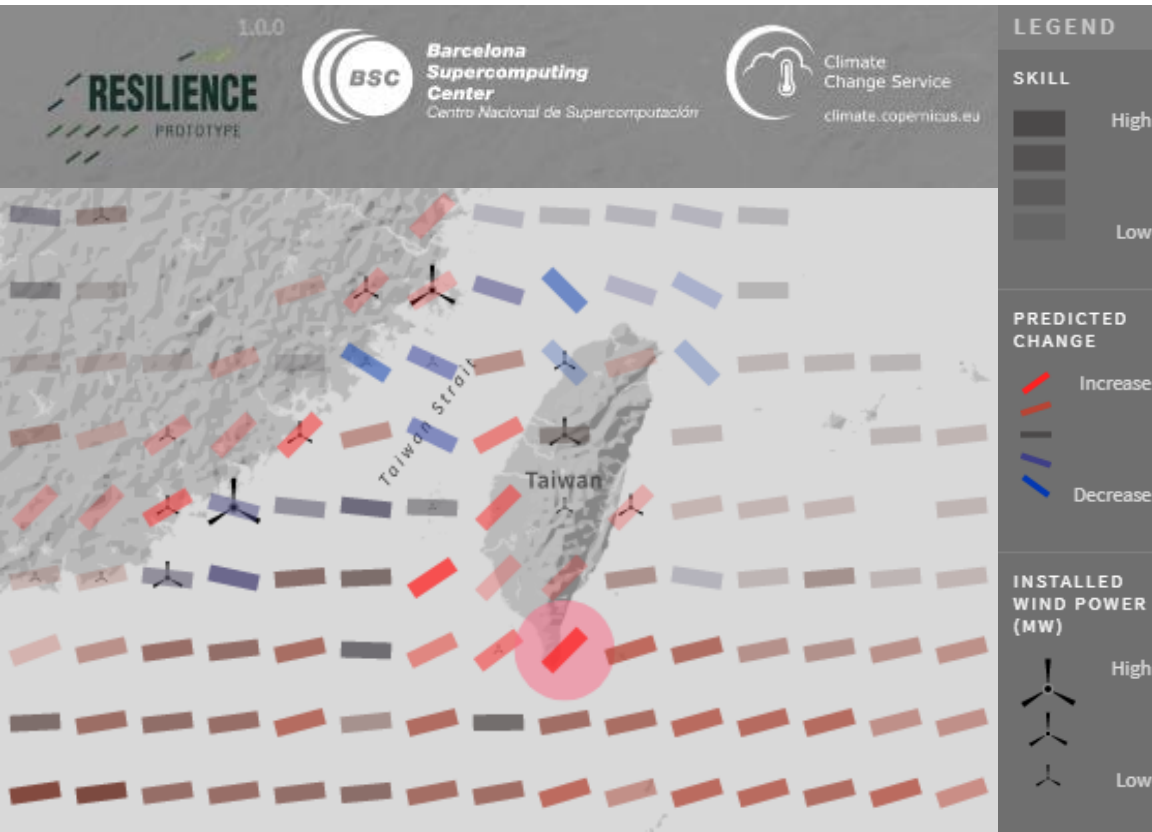 1.0.0
RESILIENCE
PROTOTYPE
BSC
Barcelona
Supercomputing
Center
Centro Nacional de Supercomputación
Climate
Change Service
climate.copernicus.eu
LEGEND
SKILL
High
Low
PREDICTED
CHANGE
Increase
Decrease
INSTALLED
WIND POWER
(MW)
High
Low
Taiwan Strait
Taiwan